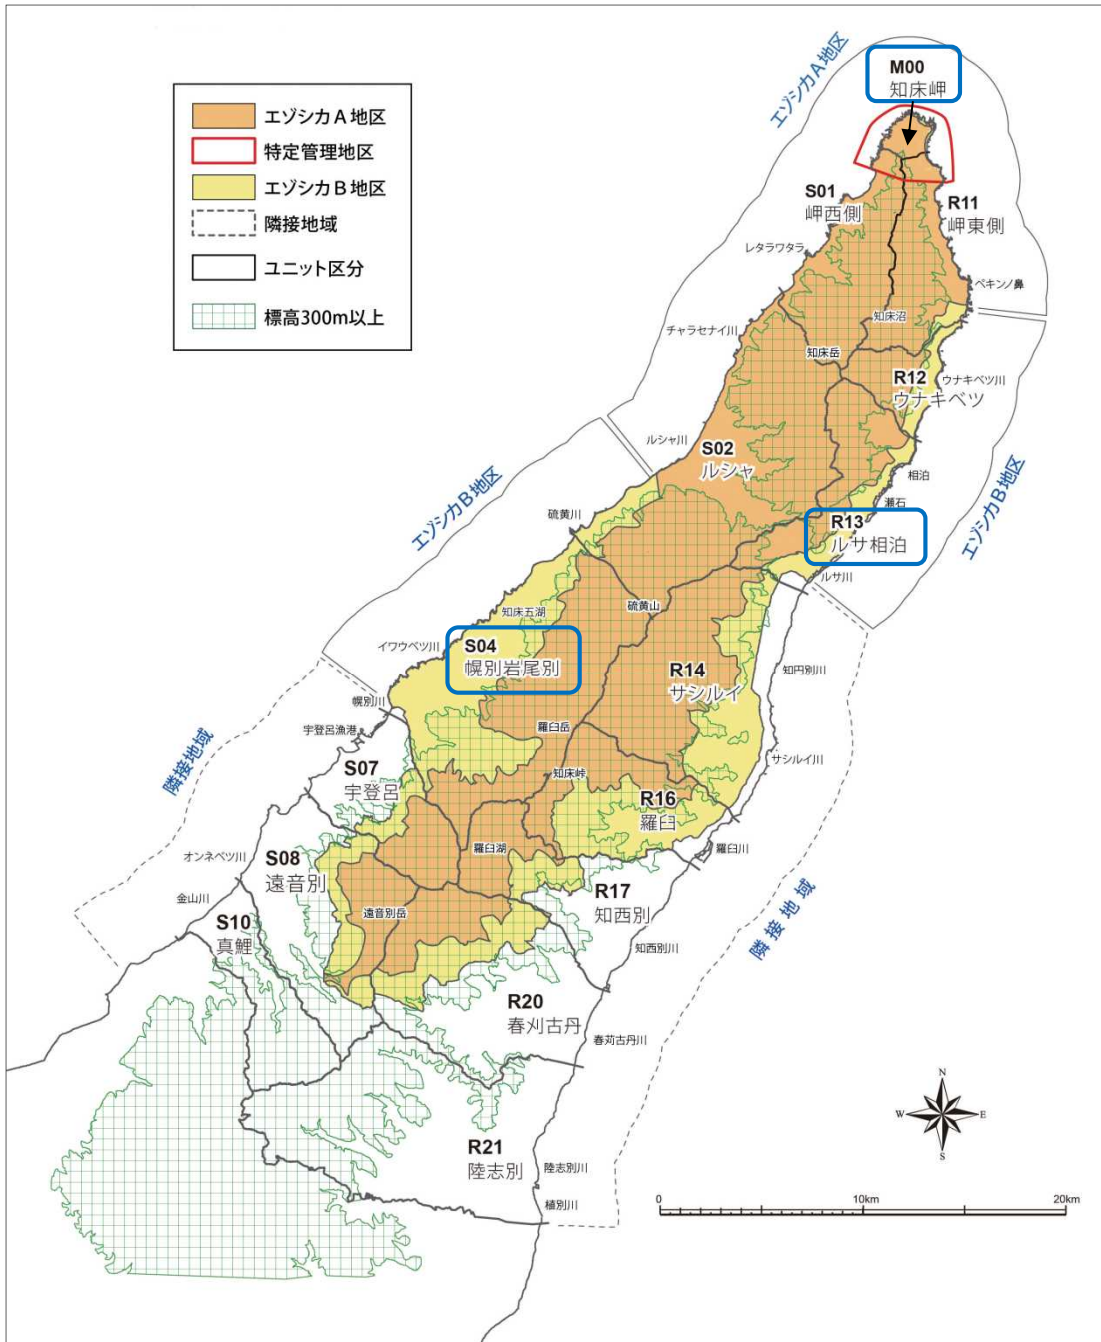 エゾシカA地区
特定管理地区
エゾシカB地区
隣接地域
ユニット区分
標高300m以上
エゾシカA地区
M00
知床岬
S01
岬西側
R11
岬東側
レタラワタラ
ペキンノ鼻
知床沼
チャラセナイ川
知床岳
R12
ウナキベツ
ウナキベツ川
ルシャ川
S02
ルシャ
相泊
瀬石
エゾシカB地区
硫黄川
R13
ルサ相泊
エゾシカB地区
ルサ川
知床五湖
硫黄山
イワウベツ川
S04
幌別岩尾別
R14
サシルイ
知円別川
幌別川
宇登呂漁港
羅臼岳
隣接地域
S07
宇登呂
知床峠
サシルイ川
R16
羅臼
羅臼湖
羅臼川
オンネベツ川
S08
遠音別
R17
知西別
金山川
遠音別岳
S10
真鯉
知西別川
隣接地域
R20
春刈古丹
春苅古丹川
R21
陸志別
陸志別川
植別川
N
W
E
S
0
10km
20km